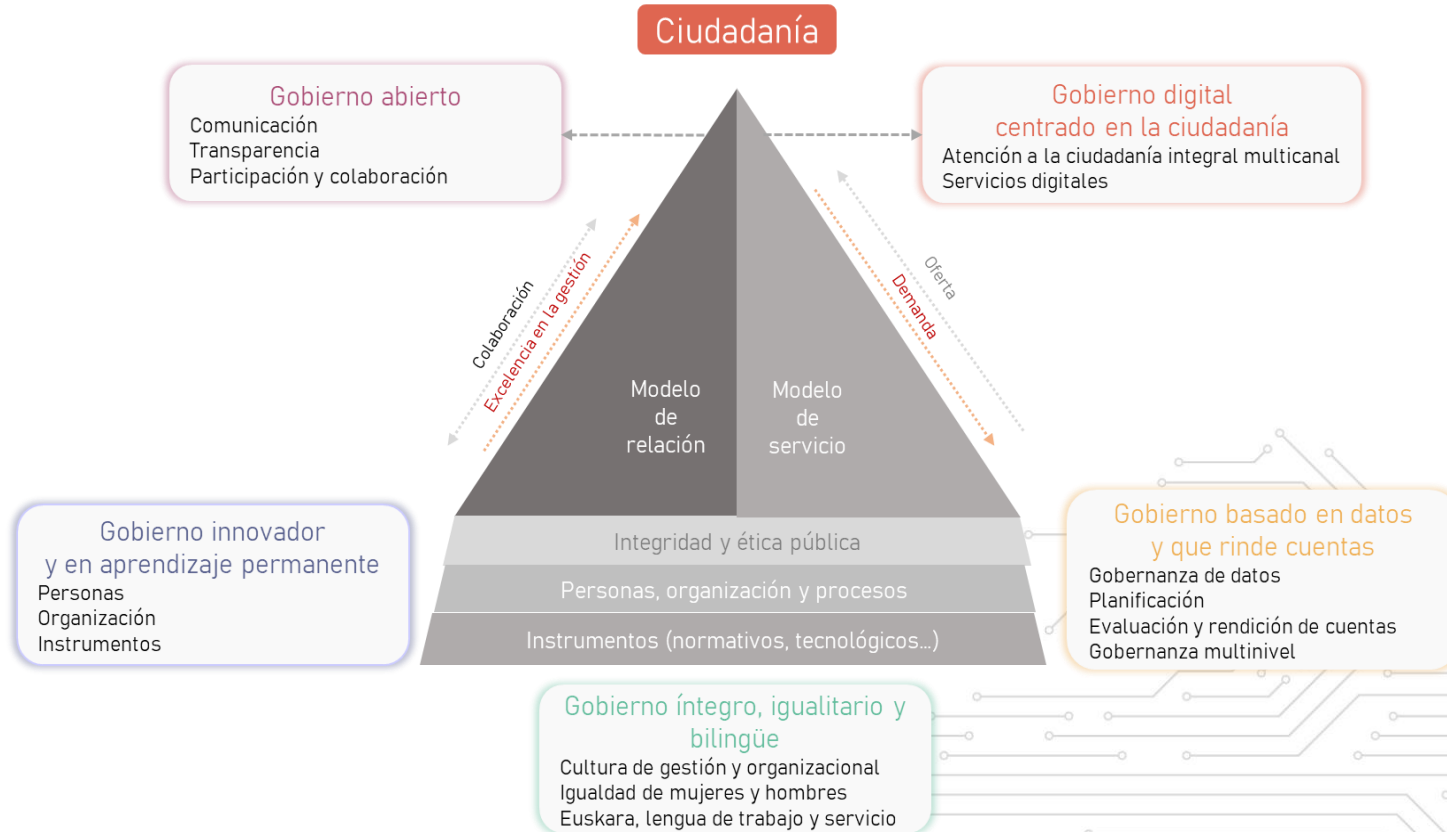 Ciudadanía
Gobierno abierto
Comunicación
Transparencia
Participación y colaboración
Gobierno digital
centrado en la ciudadanía
Atención a la ciudadanía integral multicanal
Servicios digitales
Colaboración
Excelencia en la gestión
Oferta
Demanda
Modelo
de
relación
Modelo
de
servicio
Integridad y ética pública
Personas, organización y procesos
Instrumentos (normativos, tecnológicos…)
Gobierno innovador
y en aprendizaje permanente
Personas
Organización
Instrumentos
Gobierno basado en datos
y que rinde cuentas
Gobernanza de datos
Planificación
Evaluación y rendición de cuentas
Gobernanza multinivel
Gobierno íntegro, igualitario y
bilingüe
Cultura de gestión y organizacional
Igualdad de mujeres y hombres
Euskara, lengua de trabajo y servicio